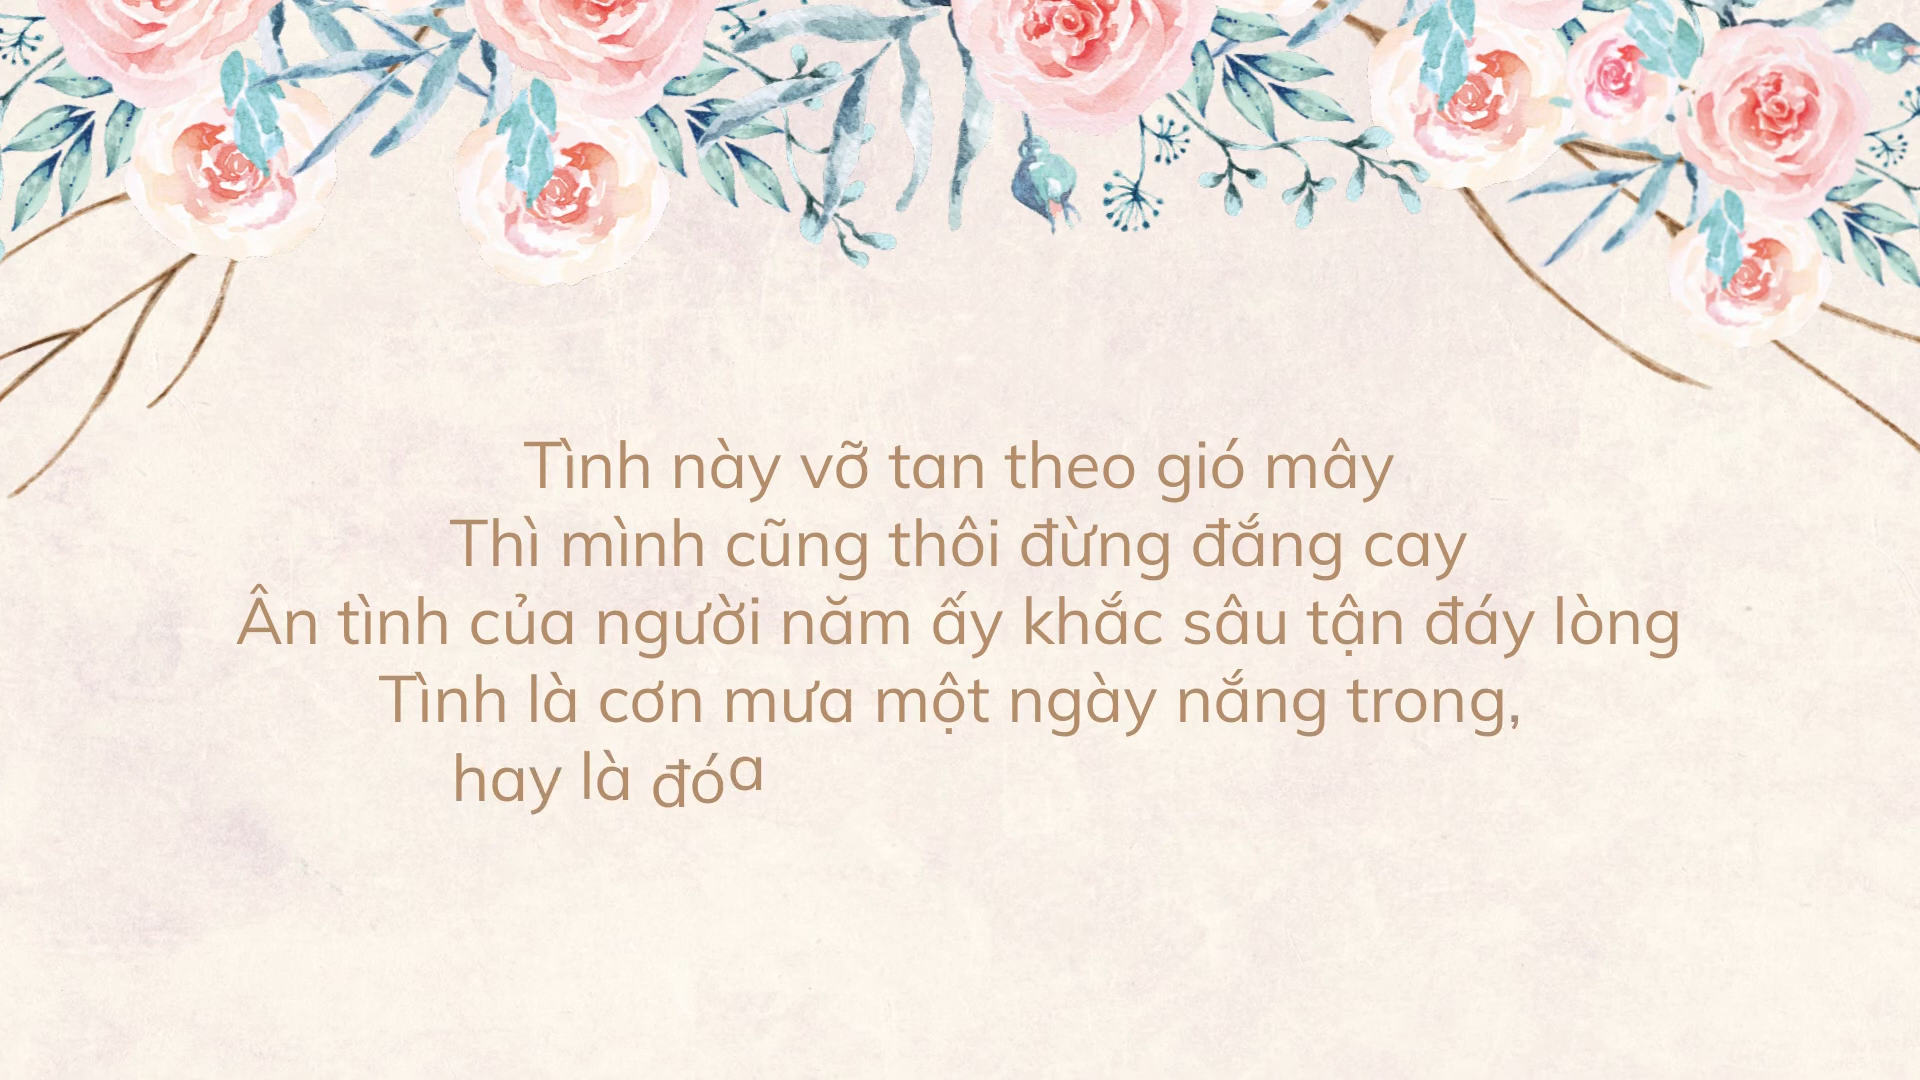 Tình này vỡ tan theo gió mây
Thì mình cũng thôi đừng đắng cay
Ân tình của người năm ấy khắc sâu tận đáy lòng
Tình là cơn mưa một ngày nắng trong,
hay là đóa